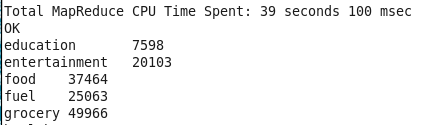 Total MapReduce CPU Time Spent: 39 seconds 100 msec
OK
education	7598
entertainment	20103
food	37464
fuel	25063
grocery	49966